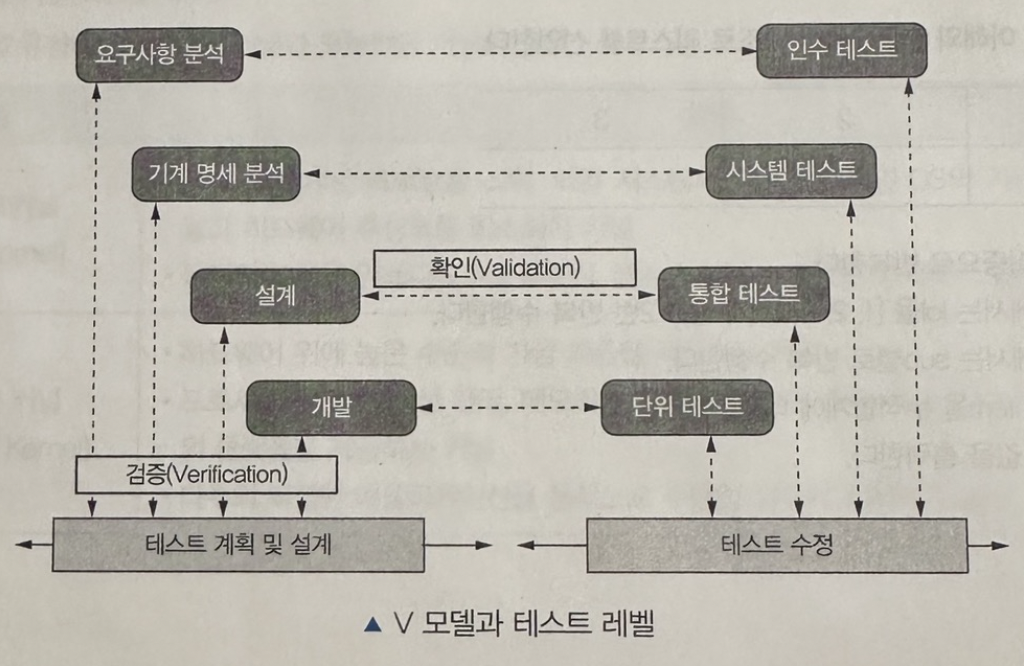 요구사항 분석
인수 테스트
기계 명세 분석
시스템 테스트
확인(Validation)
설계
통합 테스트
개발
단위 테스트
검증(Verification)
테스트 계획 및 설계
테스트 수정
▲ V 모델과 테스트 레벨